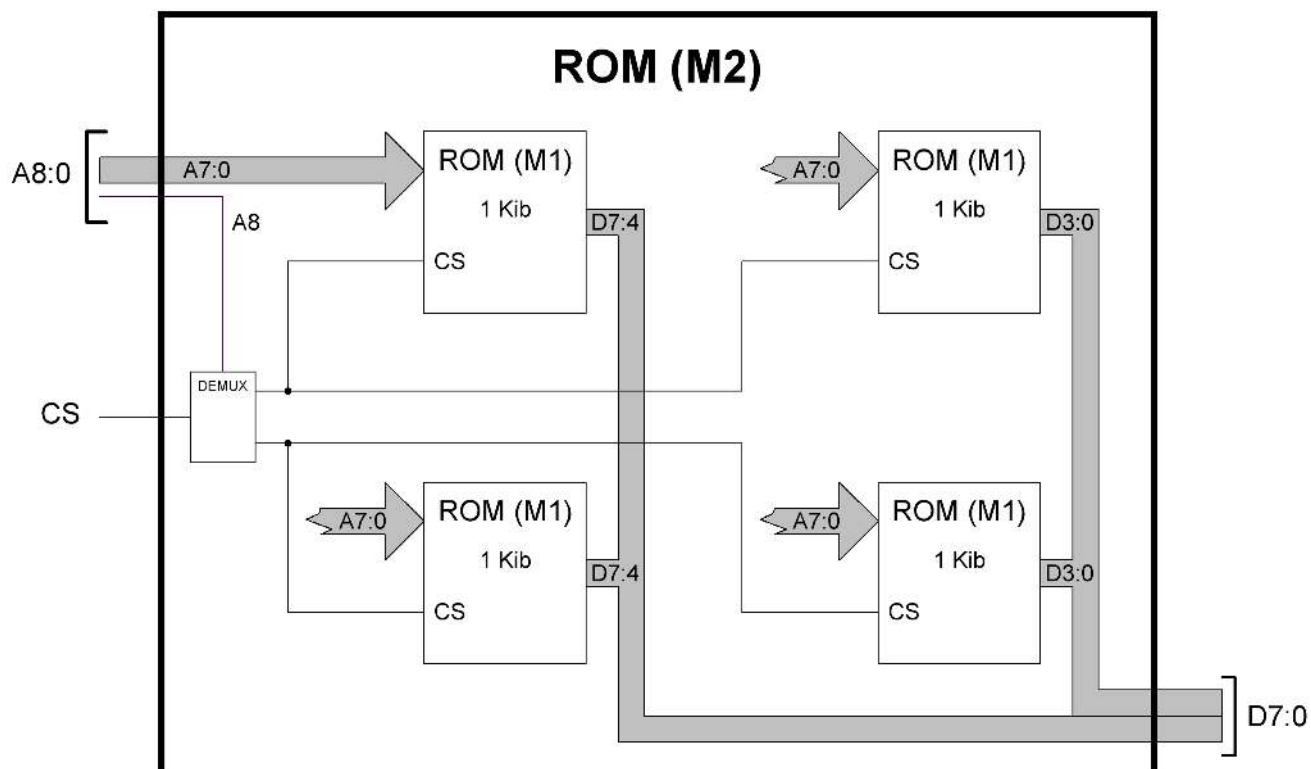 ROM (M2)
A8:0
A7:0
A8
ROM (M1)
1 Kib
D7:4
CS
A7:0
ROM (M1)
1 Kib
D3:0
CS
DEMUX
CS
A7:0
ROM (M1)
1 Kib
D7:4
CS
A7:0
ROM (M1)
1 Kib
D3:0
CS
D7:0